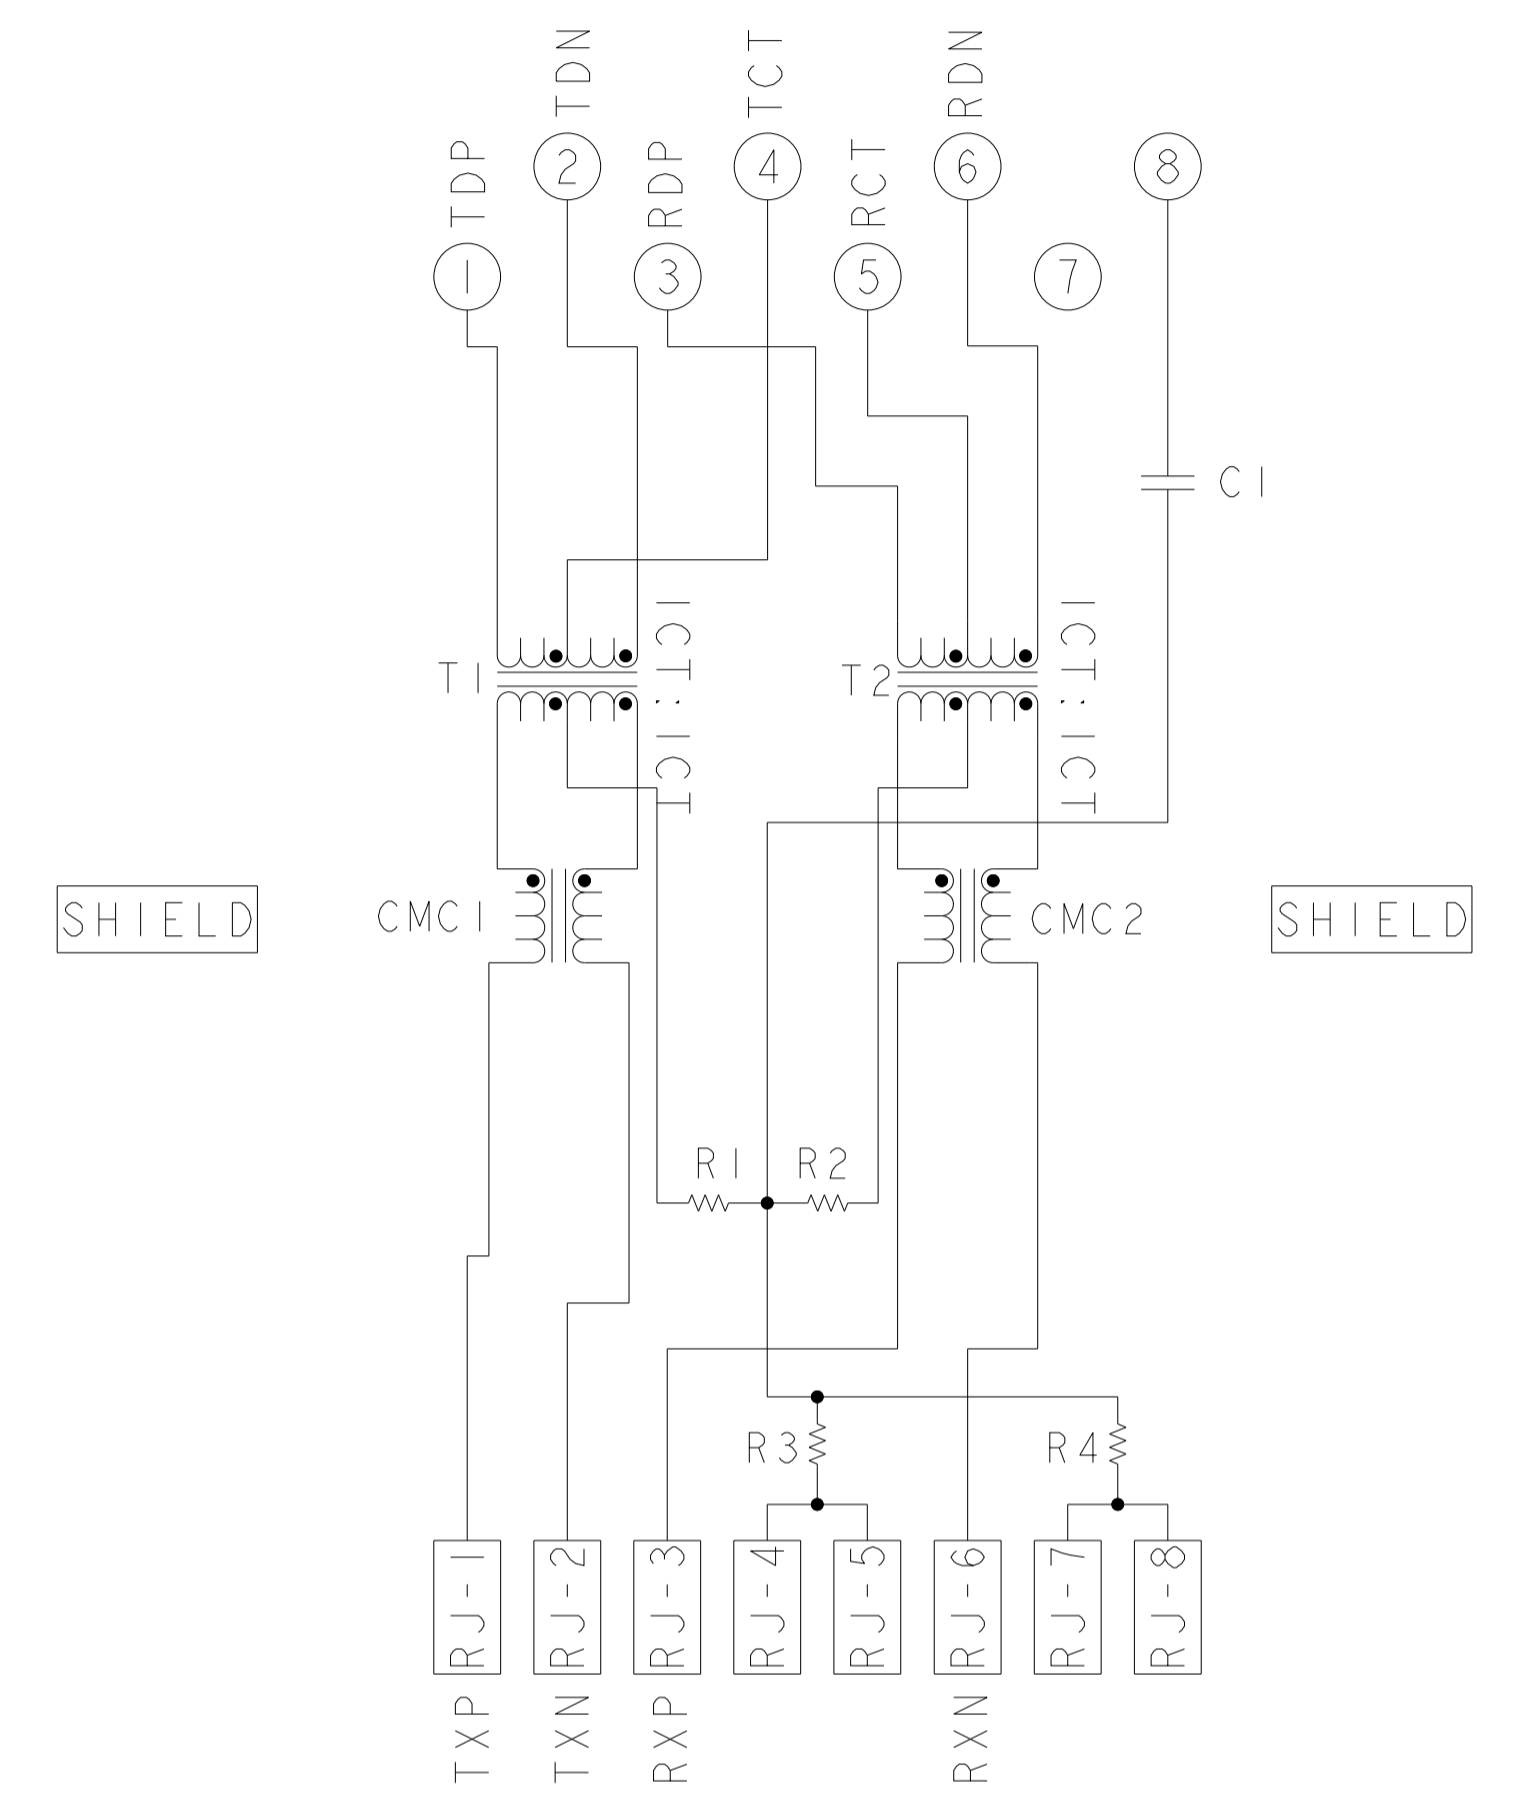 TDN
TCT
RDN
TDP
2
RDP
4
RCT
6
8
1
3
5
7
C1
T1
1CT : 1CT
T2
1CT : 1CT
SHIELD
CMC1
CMC2
SHIELD
R1
R2
R3
R4
RJ-1
RJ-2
RJ-3
RJ-4
RJ-5
RJ-6
RJ-7
RJ-8
TXP
TXN
RXP
RXN